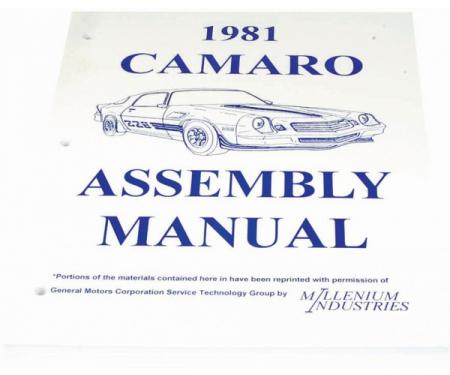 1981
CAMARO
Z28
ASSEMBLY
MANUAL
*Portions of the materials contained here in have been reprinted with permission of
General Motors Corporation Service Technology Group by
MILLENIUM
INDUSTRIES